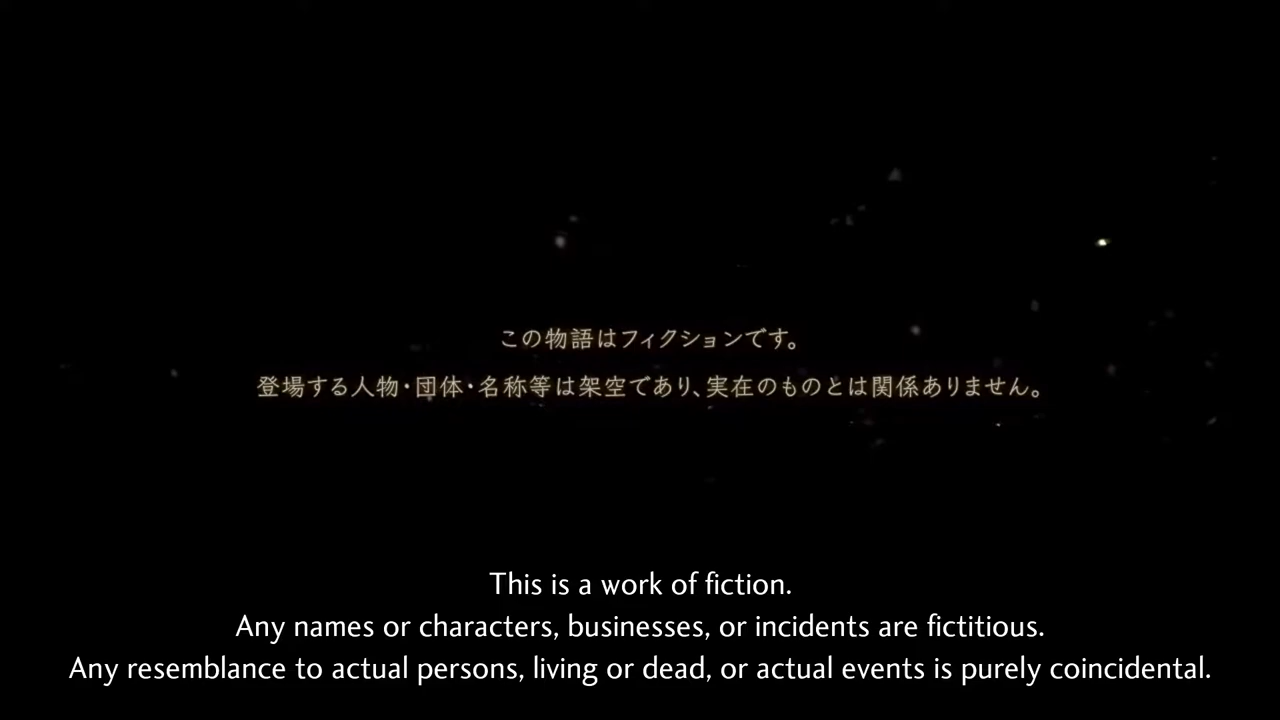 この物語はフィクションです。
登場する人物・団体・名称等は架空であり、実在のものとは関係ありません。
This is a work of fiction.
Any names or characters, businesses, or incidents are fictitious.
Any resemblance to actual persons, living or dead, or actual events is purely coincidental.